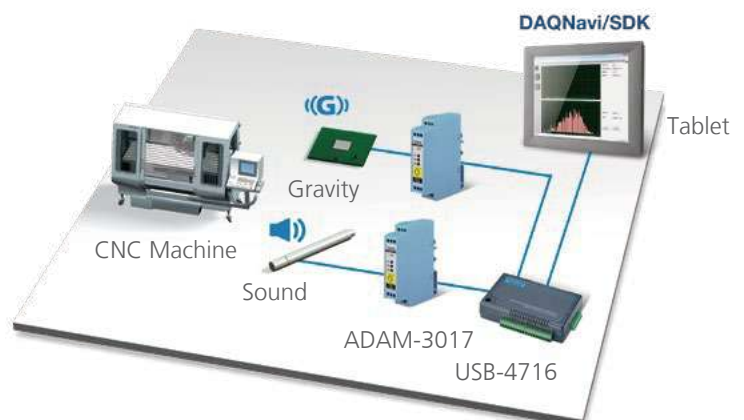 DAQNavi/SDK
((G))
Tablet
Gravity
CNC Machine
Sound
ADAM-3017
USB-4716